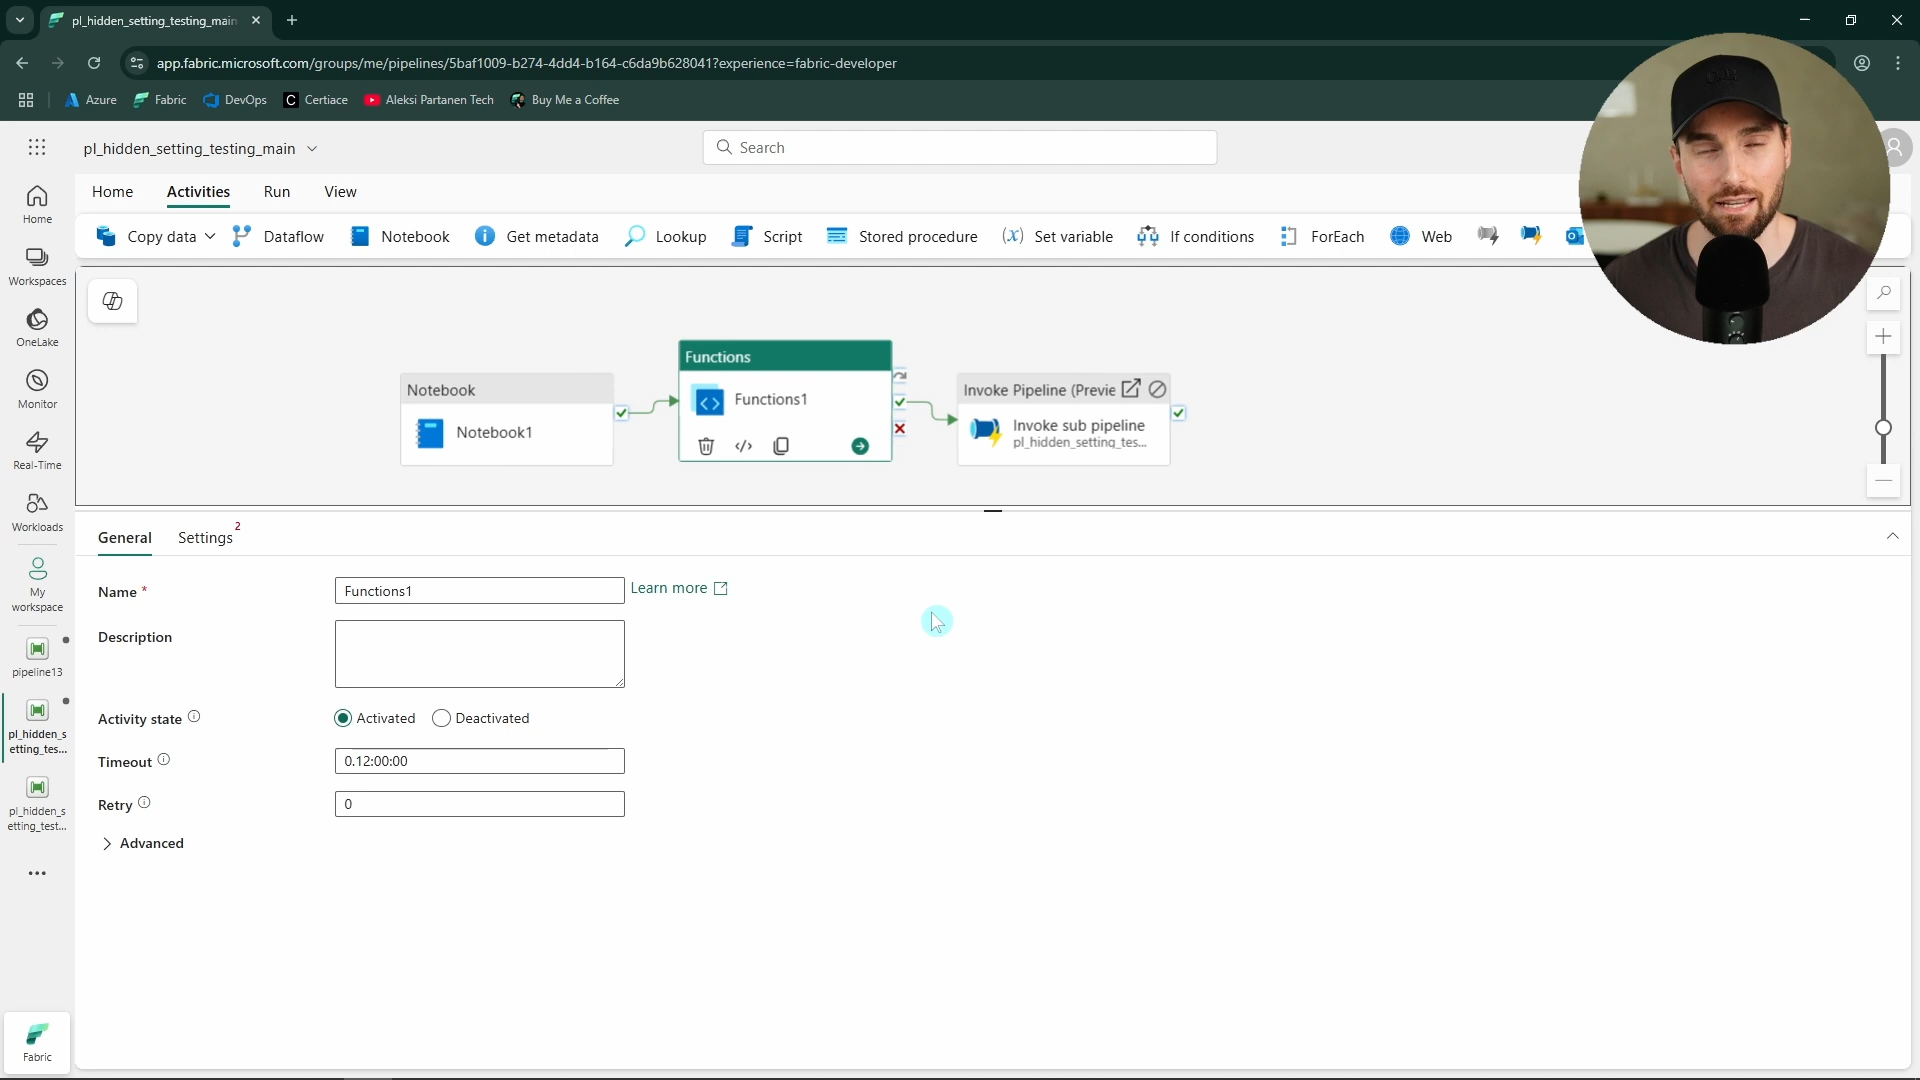 pl_hidden_setting_testing_main
app.fabric.microsoft.com/groups/me/pipelines/5baf1009-b274-4dd4-b164-c6da9b628041?experience=fabric-developer
Azure Fabric DevOps Certiace Aleksi Partanen Tech Buy Me a Coffee
pl_hidden_setting_testing_main Search
Home Activities Run View
Copy data Dataflow Notebook Get metadata Lookup Script Stored procedure Set variable If conditions ForEach Web
Home
Workspaces
OneLake
Monitor
Real-Time
Workloads
My
workspace
pipeline13
pl_hidden_s
etting_tes...
pl_hidden_s
etting_test...
Fabric
Notebook
Notebook1
Functions
Functions1
Invoke Pipeline (Previe
Invoke sub pipeline
pl_hidden_setting_tes...
General Settings 2
Name * Functions1 Learn more
Description
Activity state Activated Deactivated
Timeout 0.12:00:00
Retry 0
Advanced